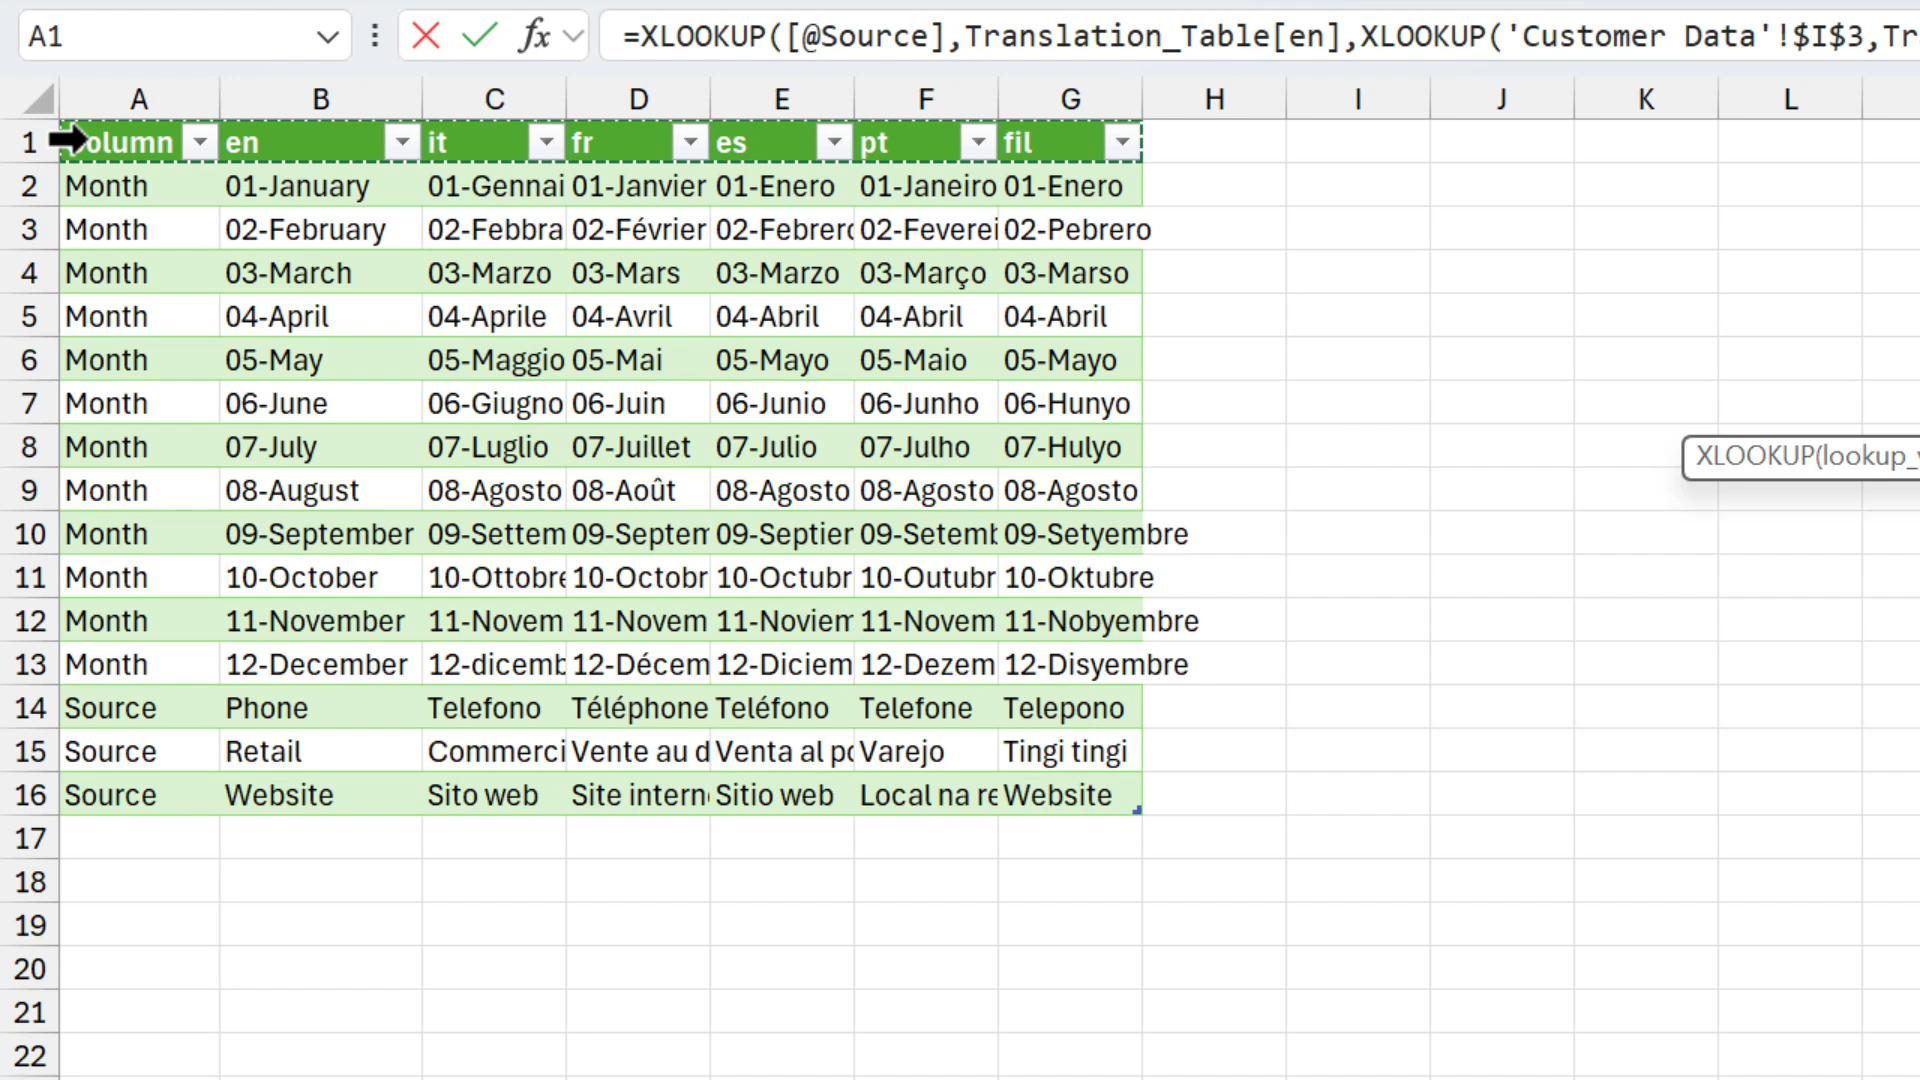 A1 fx =XLOOKUP([@Source],Translation_Table[en],XLOOKUP('Customer Data'!$I$3,Tr
A B C D E F G H I J K L
1 olumn en it fr es pt fil
2 Month 01-January 01-Gennai 01-Janvier 01-Enero 01-Janeiro 01-Enero
3 Month 02-February 02-Febbra 02-Février 02-Febrero 02-Feverei 02-Pebrero
4 Month 03-March 03-Marzo 03-Mars 03-Marzo 03-Março 03-Marso
5 Month 04-April 04-Aprile 04-Avril 04-Abril 04-Abril 04-Abril
6 Month 05-May 05-Maggio 05-Mai 05-Mayo 05-Maio 05-Mayo
7 Month 06-June 06-Giugno 06-Juin 06-Junio 06-Junho 06-Hunyo
8 Month 07-July 07-Luglio 07-Juillet 07-Julio 07-Julho 07-Hulyo
XLOOKUP(lookup_v
9 Month 08-August 08-Agosto 08-Août 08-Agosto 08-Agosto 08-Agosto
10 Month 09-September 09-Settem 09-Septem 09-Septier 09-Setemb 09-Setyembre
11 Month 10-October 10-Ottobre 10-Octobr 10-Octubr 10-Outubr 10-Oktubre
12 Month 11-November 11-Novem 11-Novem 11-Noviem 11-Novem 11-Nobyembre
13 Month 12-December 12-dicemb 12-Décem 12-Diciem 12-Dezem 12-Disyembre
14 Source Phone Telefono Téléphone Teléfono Telefone Telepono
15 Source Retail Commerci Vente au d Venta al po Varejo Tingi tingi
16 Source Website Sito web Site intern Sitio web Local na re Website
17
18
19
20
21
22